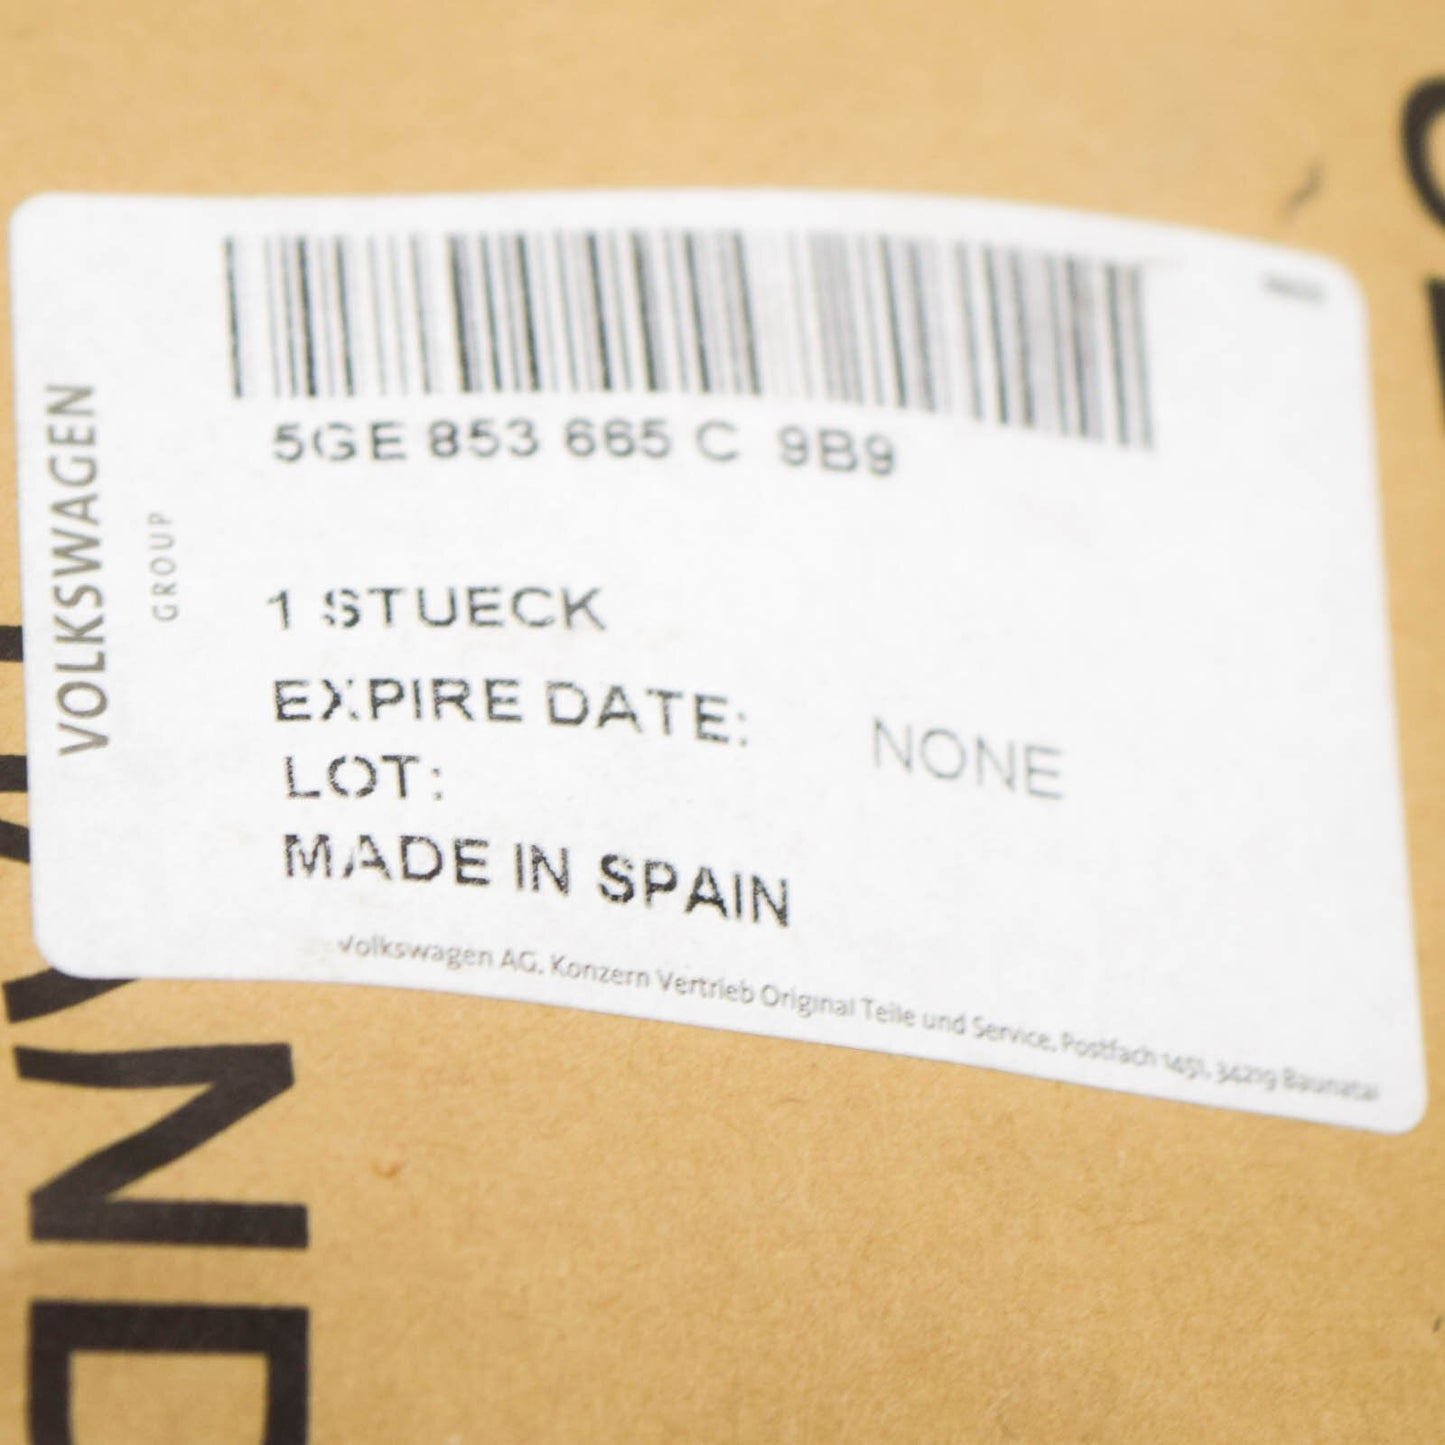 VOLKSWAGEN
GROUP
5GE 853 665 C 9B9
1 STUECK
EXPIRE DATE: NONE
LOT:
MADE IN SPAIN
Volkswagen AG, Konzern Vertrieb Original Teile und Service, Postfach 1451, 34219 Baunatal